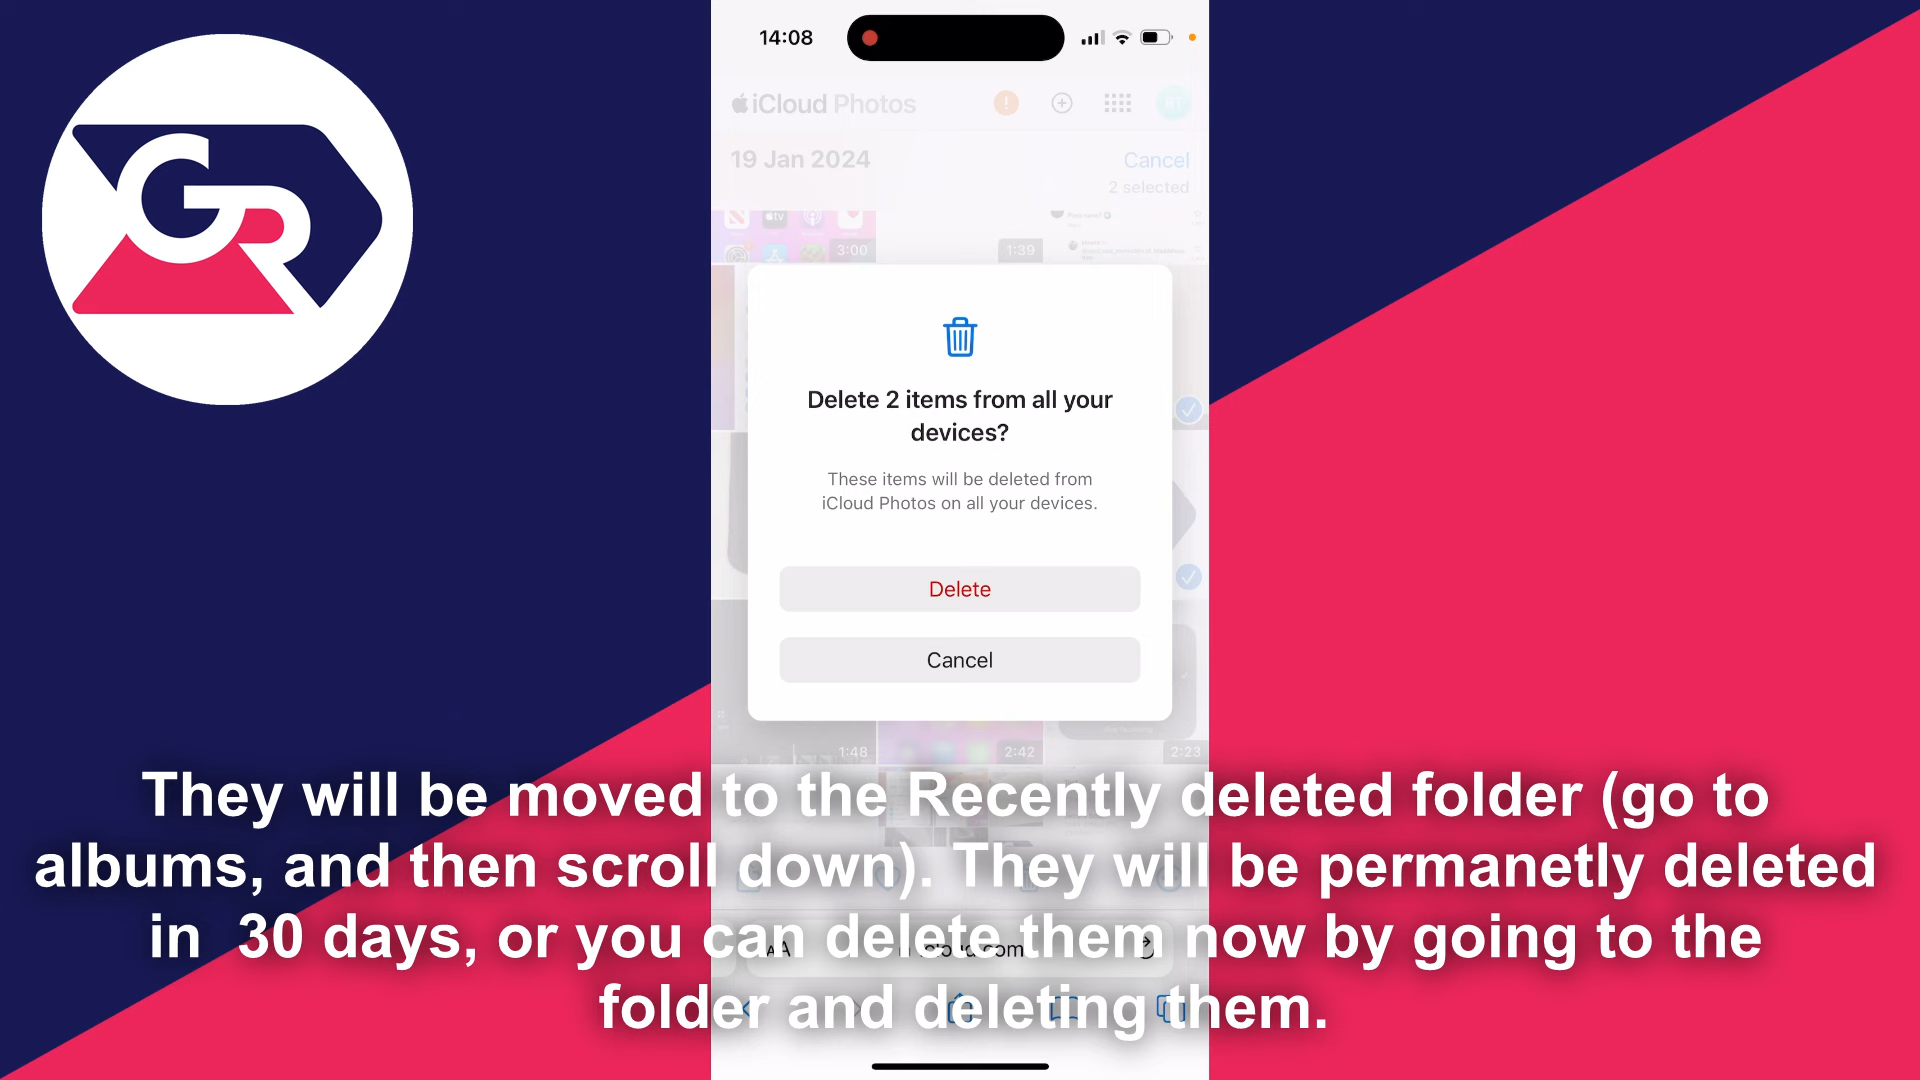 14:08
iCloud Photos
19 Jan 2024
Cancel
2 selected
3:00
1:39
Delete 2 items from all your
devices?
These items will be deleted from
iCloud Photos on all your devices.
Delete
Cancel
1:48
2:42
2:23
They will be moved to the Recently deleted folder (go to
albums, and then scroll down). They will be permanetly deleted
in 30 days, or you can delete them now by going to the
folder and deleting them.
GR